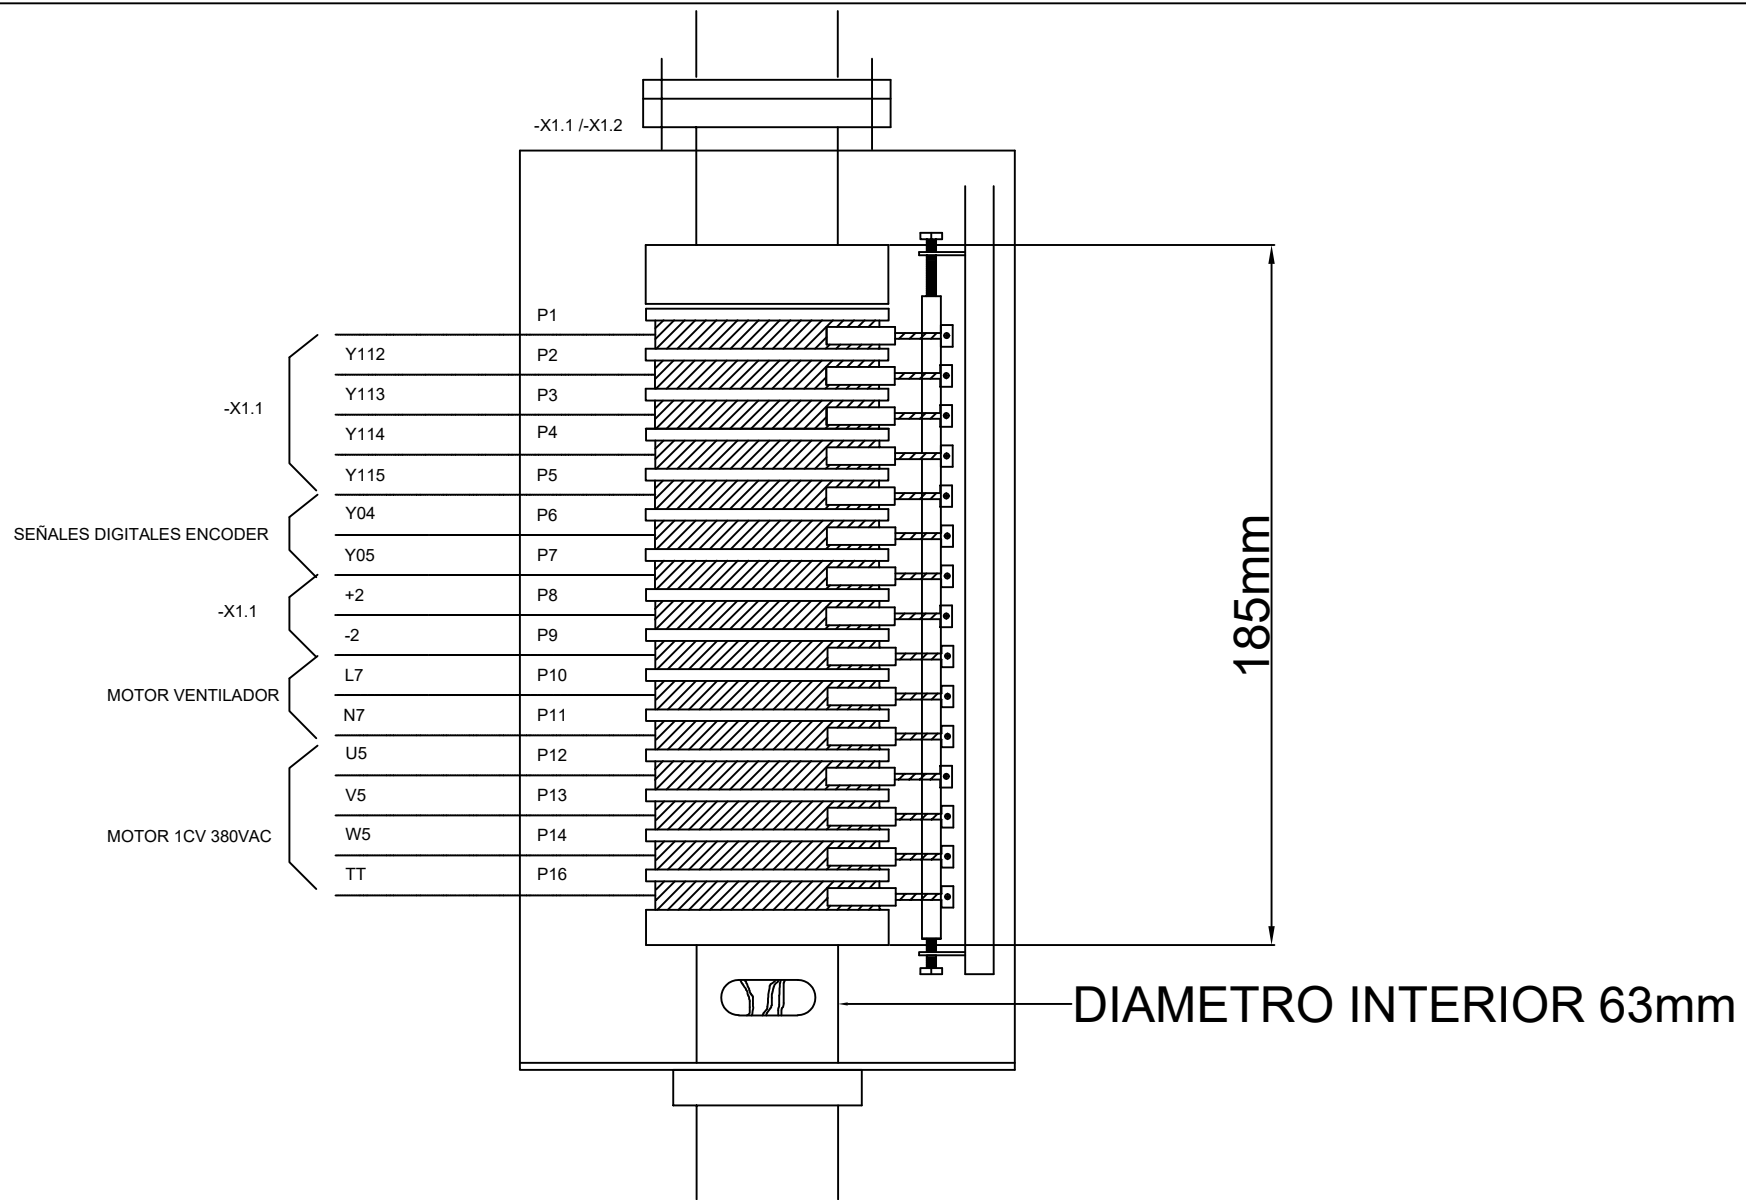 -X1.1 /-X1.2
P1
Y112 P2
Y113 P3
-X1.1
Y114 P4
Y115 P5
Y04 P6
SEÑALES DIGITALES ENCODER
Y05 P7
+2 P8
-X1.1
-2 P9
L7 P10
MOTOR VENTILADOR
N7 P11
U5 P12
V5 P13
W5 P14
MOTOR 1CV 380VAC
TT P16
185mm
DIAMETRO INTERIOR 63mm